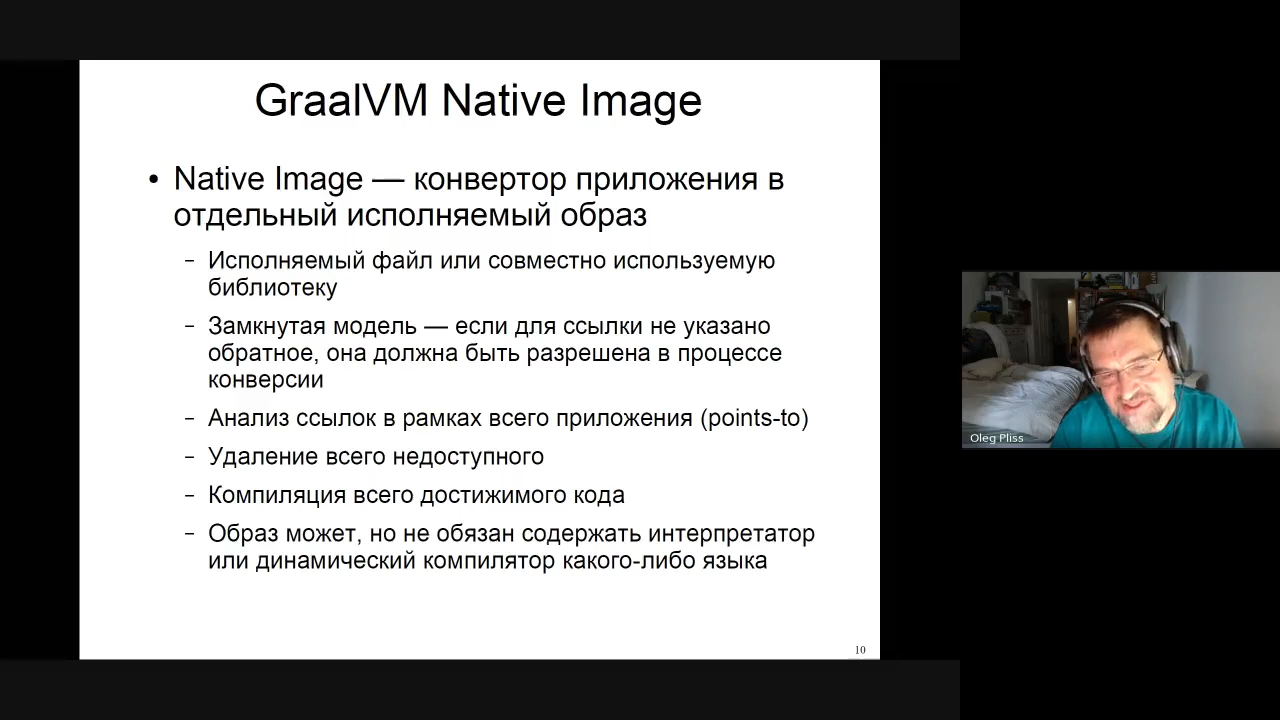 GraalVM Native Image
• Native Image — конвертор приложения в
отдельный исполняемый образ
– Исполняемый файл или совместно используемую
библиотеку
– Замкнутая модель — если для ссылки не указано
обратное, она должна быть разрешена в процессе
конверсии
– Анализ ссылок в рамках всего приложения (points-to)
– Удаление всего недоступного
– Компиляция всего достижимого кода
– Образ может, но не обязан содержать интерпретатор
или динамический компилятор какого-либо языка
10
Oleg Pliss